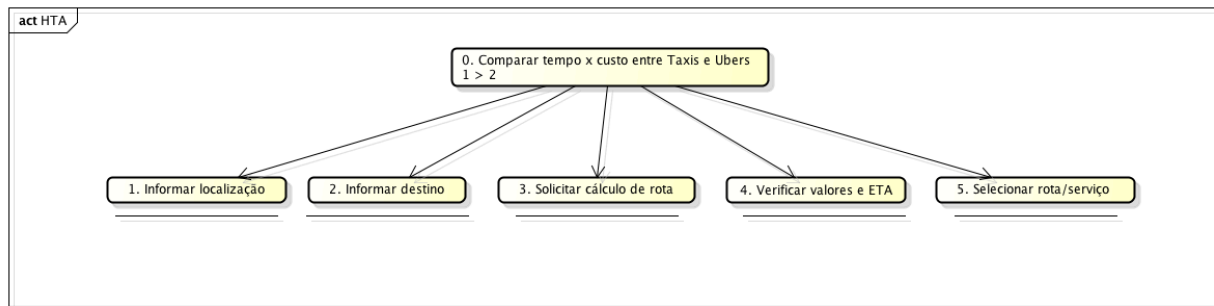 act HTA
0. Comparar tempo x custo entre Taxis e Ubers
1 > 2
1. Informar localização
2. Informar destino
3. Solicitar cálculo de rota
4. Verificar valores e ETA
5. Selecionar rota/serviço